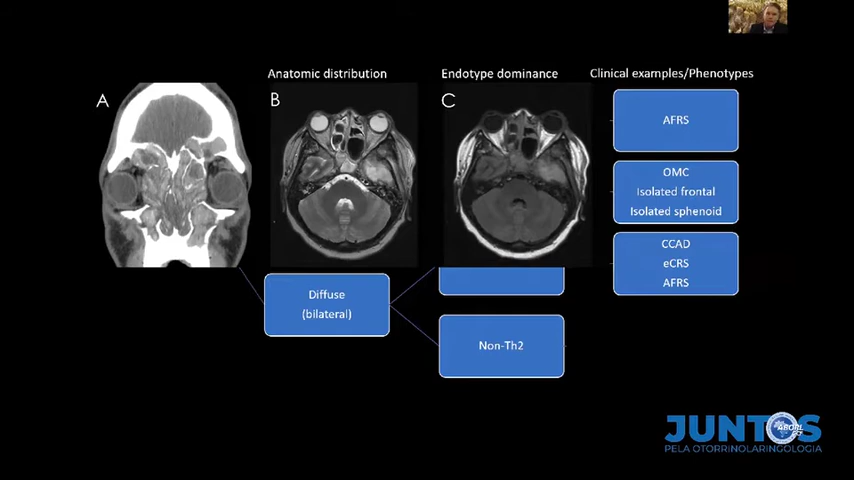 Anatomic distribution
Endotype dominance
Clinical examples/Phenotypes
A
B
C
AFRS
OMC
Isolated frontal
Isolated sphenoid
CCAD
eCRS
AFRS
Diffuse
(bilateral)
Non-Th2
JUNTOS
PELA OTORRINOLARINGOLOGIA